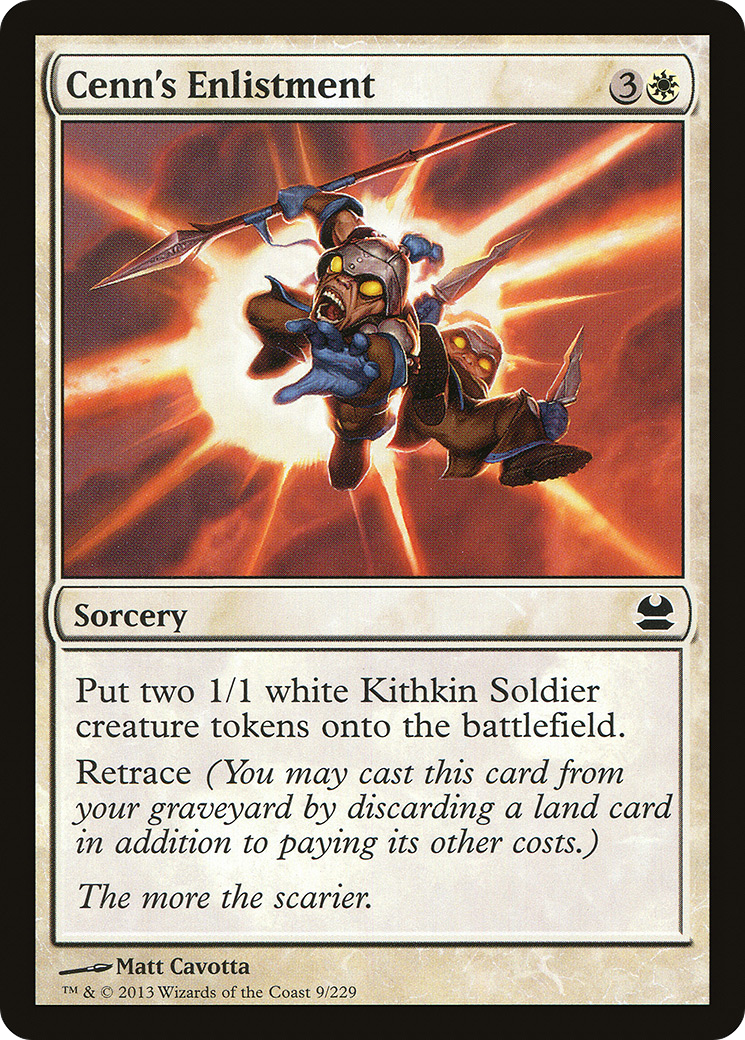 Cenn's Enlistment 3
Sorcery
Put two 1/1 white Kithkin Soldier
creature tokens onto the battlefield.
Retrace (You may cast this card from
your graveyard by discarding a land card
in addition to paying its other costs.)
The more the scarier.
Matt Cavotta
™ & © 2013 Wizards of the Coast 9/229